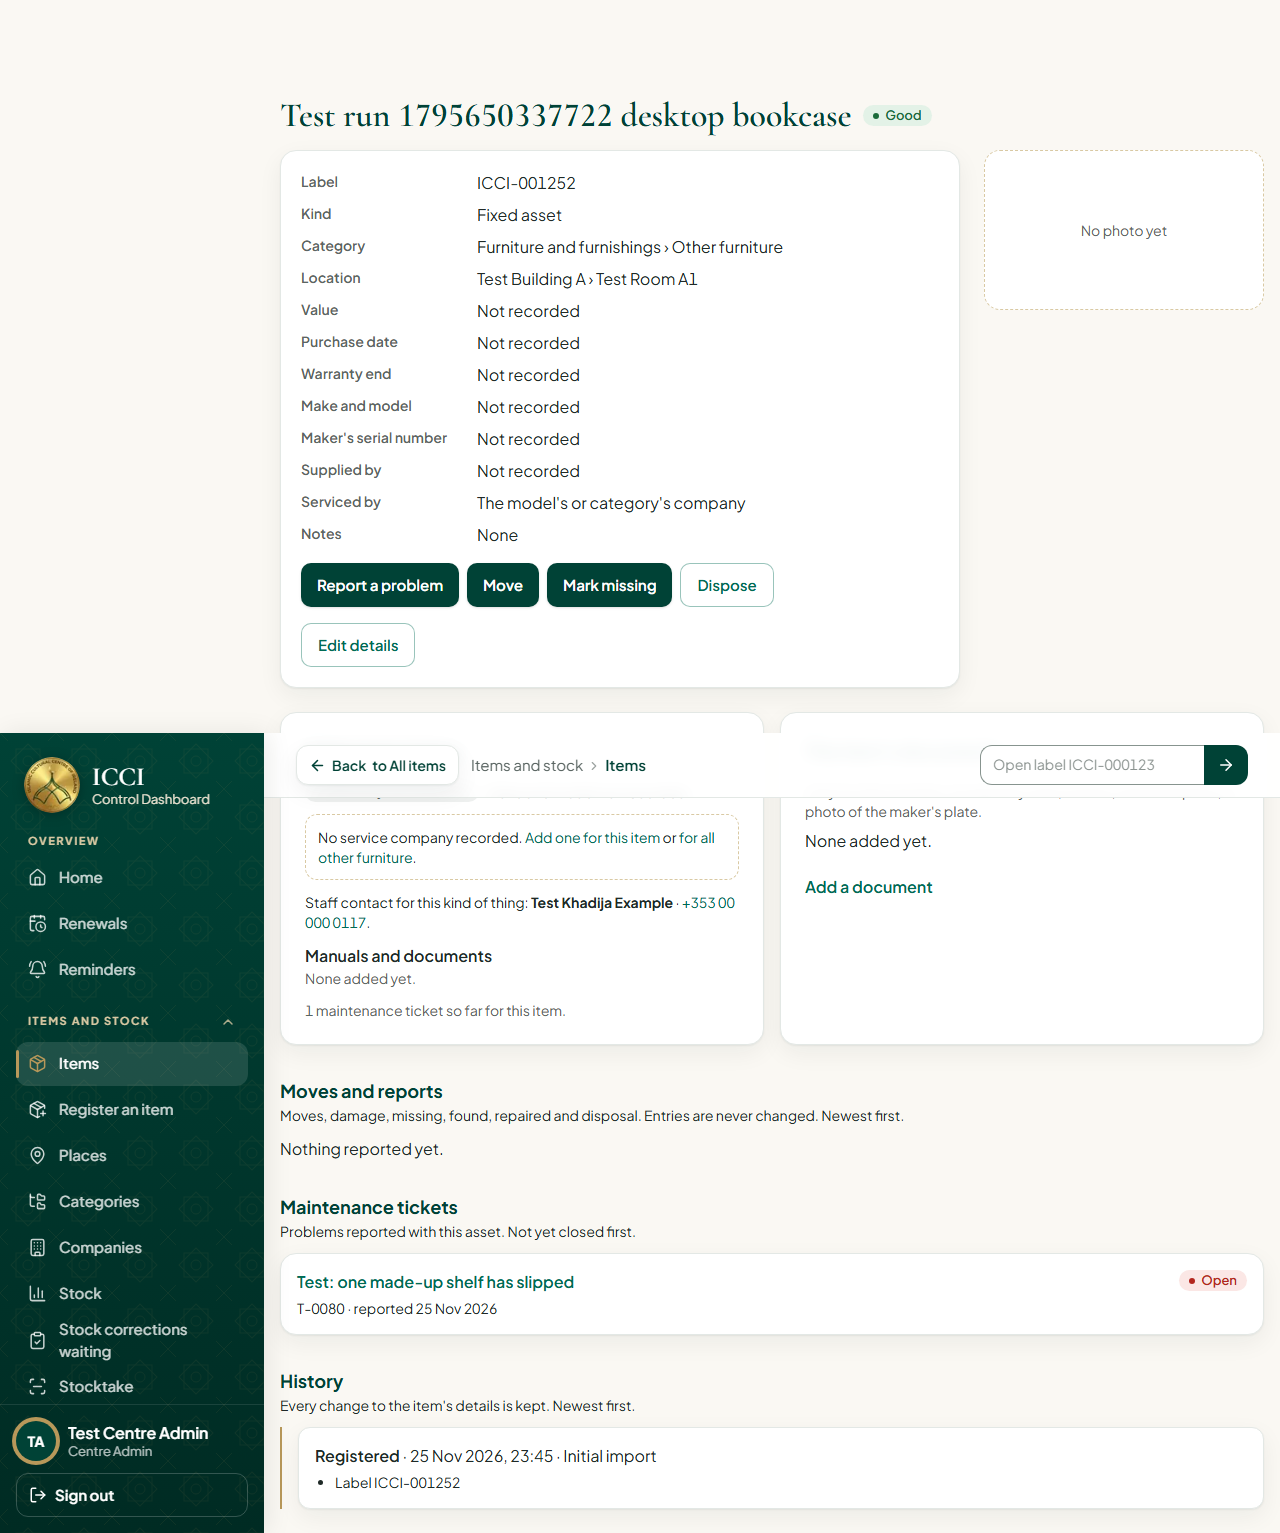 Test run 1795650337722 desktop bookcase
Good
Label
ICCI-001252
Kind
Fixed asset
Category
Furniture and furnishings › Other furniture
Location
Test Building A › Test Room A1
Value
Not recorded
Purchase date
Not recorded
Warranty end
Not recorded
Make and model
Not recorded
Maker's serial number
Not recorded
Supplied by
Not recorded
Serviced by
The model's or category's company
Notes
None
Report a problem
Move
Mark missing
Dispose
Edit details
No photo yet
ICCI
Control Dashboard
Back to All items
Items and stock › Items
Open label ICCI-000123
OVERVIEW
Home
Renewals
Reminders
ITEMS AND STOCK
Items
Register an item
Places
Categories
Companies
Stock
Stock corrections
waiting
Stocktake
TA
Test Centre Admin
Centre Admin
Sign out
No service company recorded. Add one for this item or for all
other furniture.
Staff contact for this kind of thing: Test Khadija Example · +353 00
000 0117.
Manuals and documents
None added yet.
1 maintenance ticket so far for this item.
photo of the maker's plate.
None added yet.
Add a document
Moves and reports
Moves, damage, missing, found, repaired and disposal. Entries are never changed. Newest first.
Nothing reported yet.
Maintenance tickets
Problems reported with this asset. Not yet closed first.
Test: one made-up shelf has slipped
Open
T-0080 · reported 25 Nov 2026
History
Every change to the item's details is kept. Newest first.
Registered · 25 Nov 2026, 23:45 · Initial import
Label ICCI-001252